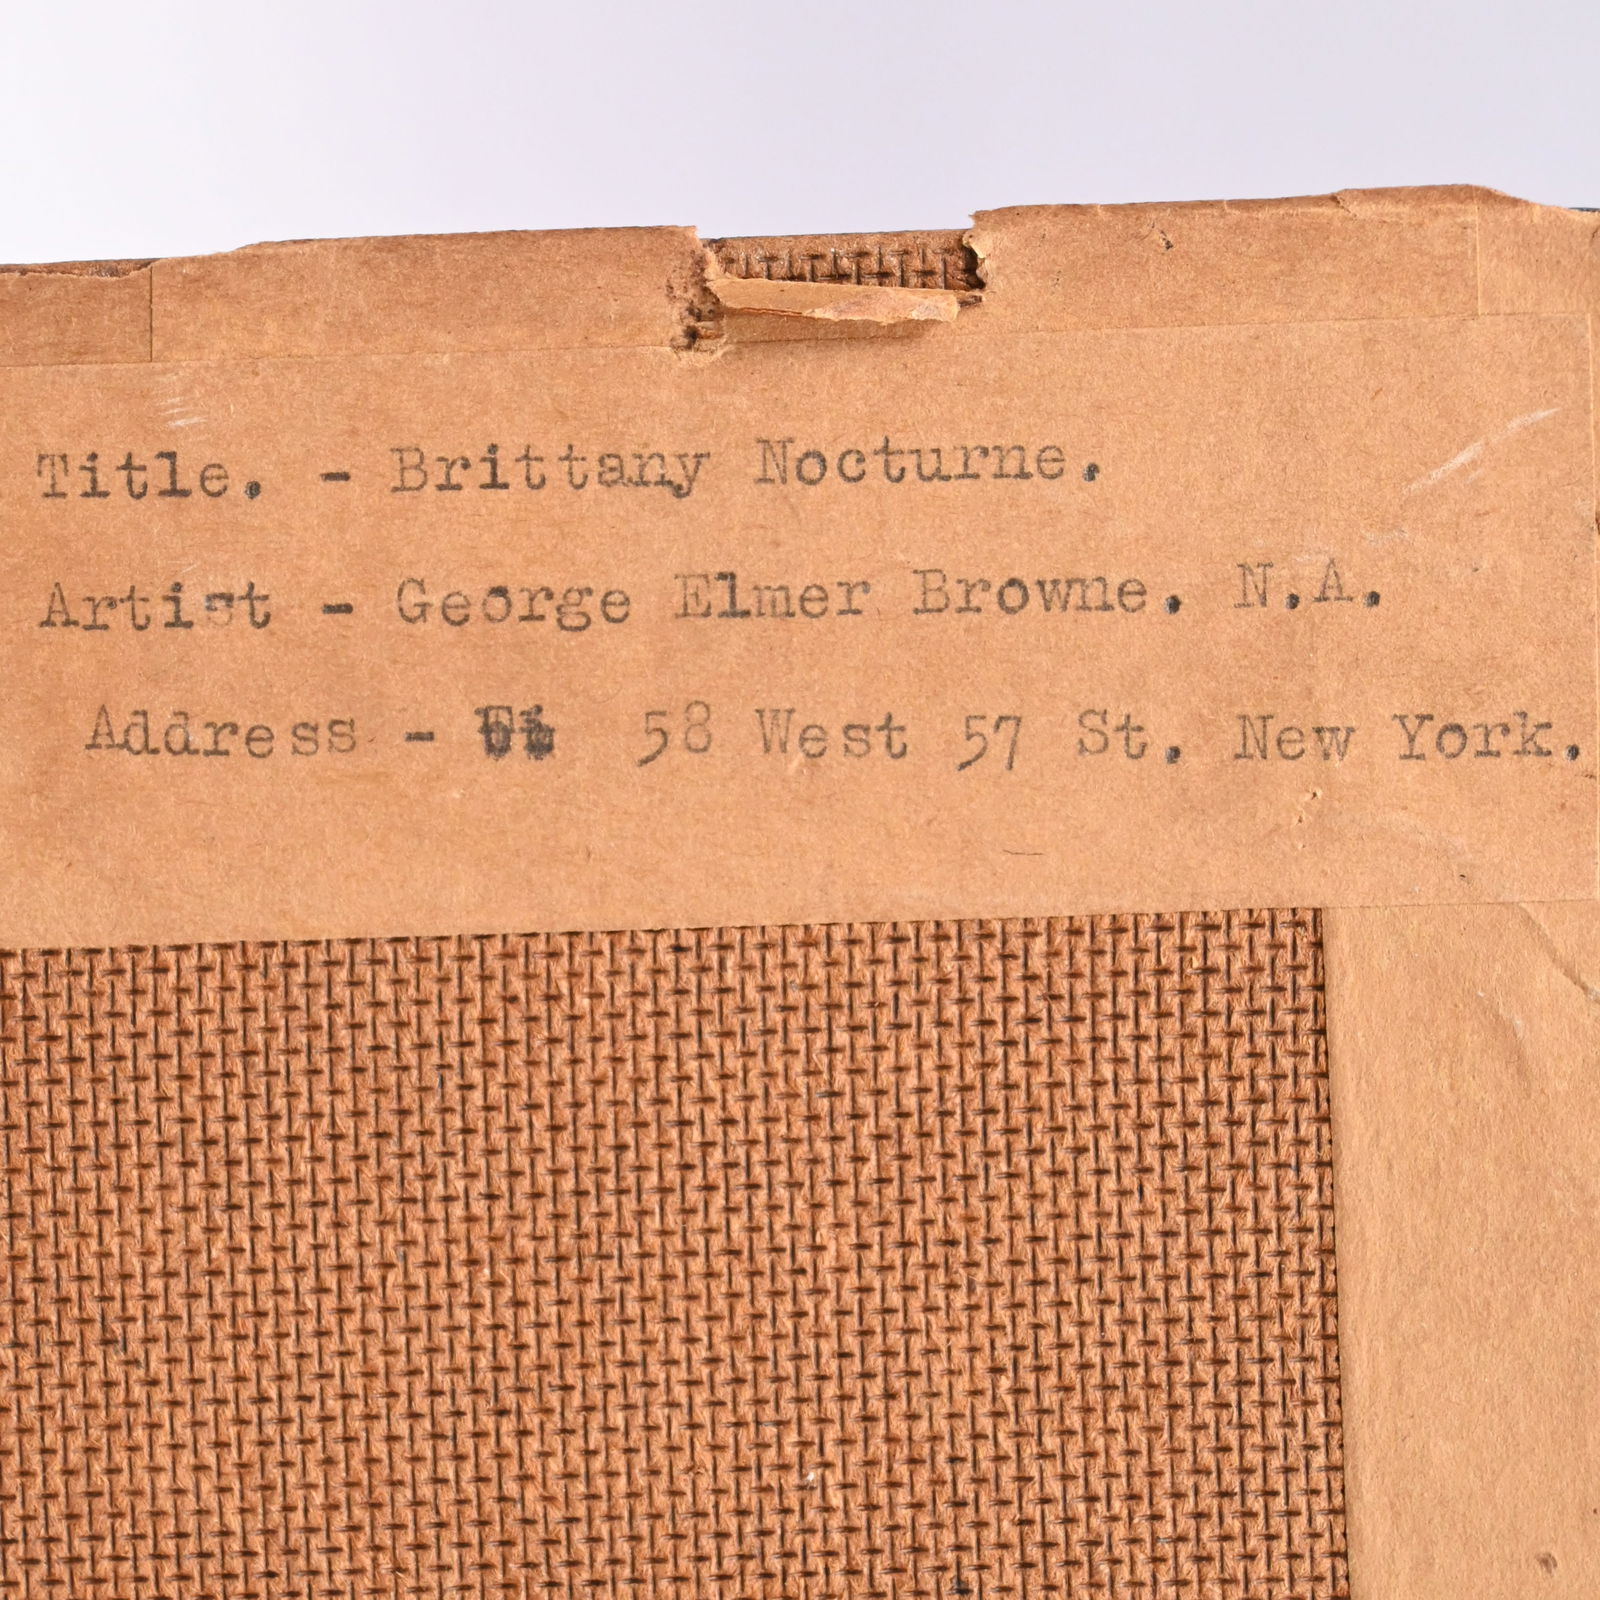 Title. - Brittany Nocturne.
Artist - George Elmer Browne. N.A.
Address - 58 West 57 St. New York.